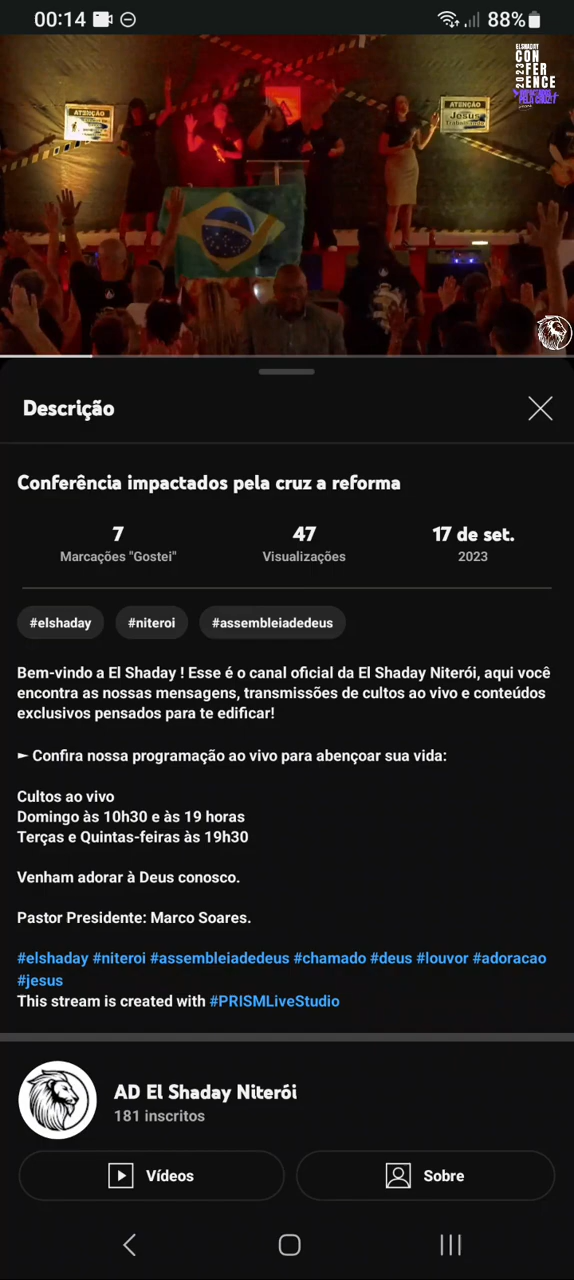 00:14
88%
ELSHADAY
CON
FER
ENCE
2023
PELA CRUZ
ATENÇÃO
ATENÇÃO
Jesus
Trabalhando
Descrição
Conferência impactados pela cruz a reforma
7
47
17 de set.
Marcações "Gostei"
Visualizações
2023
#elshaday
#niteroi
#assembleiadedeus
Bem-vindo a El Shaday ! Esse é o canal oficial da El Shaday Niterói, aqui você
encontra as nossas mensagens, transmissões de cultos ao vivo e conteúdos
exclusivos pensados para te edificar!
► Confira nossa programação ao vivo para abençoar sua vida:
Cultos ao vivo
Domingo às 10h30 e às 19 horas
Terças e Quintas-feiras às 19h30
Venham adorar à Deus conosco.
Pastor Presidente: Marco Soares.
#elshaday #niteroi #assembleiadedeus #chamado #deus #louvor #adoracao
#jesus
This stream is created with #PRISMLiveStudio
AD El Shaday Niterói
181 inscritos
Vídeos
Sobre